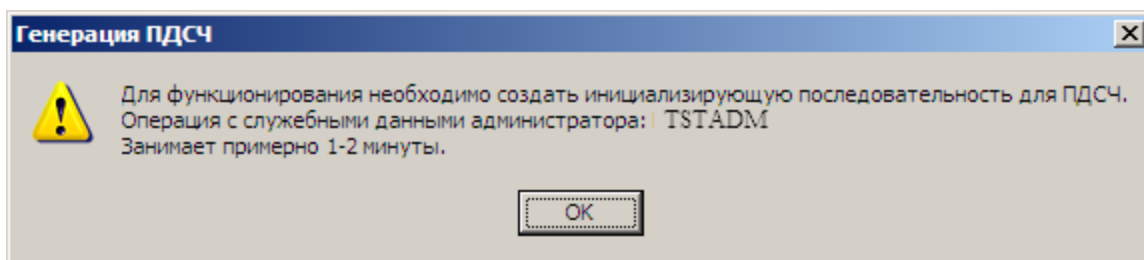 Генерация ПДСЧ
Для функционирования необходимо создать инициализирующую последовательность для ПДСЧ.
Операция с служебными данными администратора: TSTADM
Занимает примерно 1-2 минуты.
OK